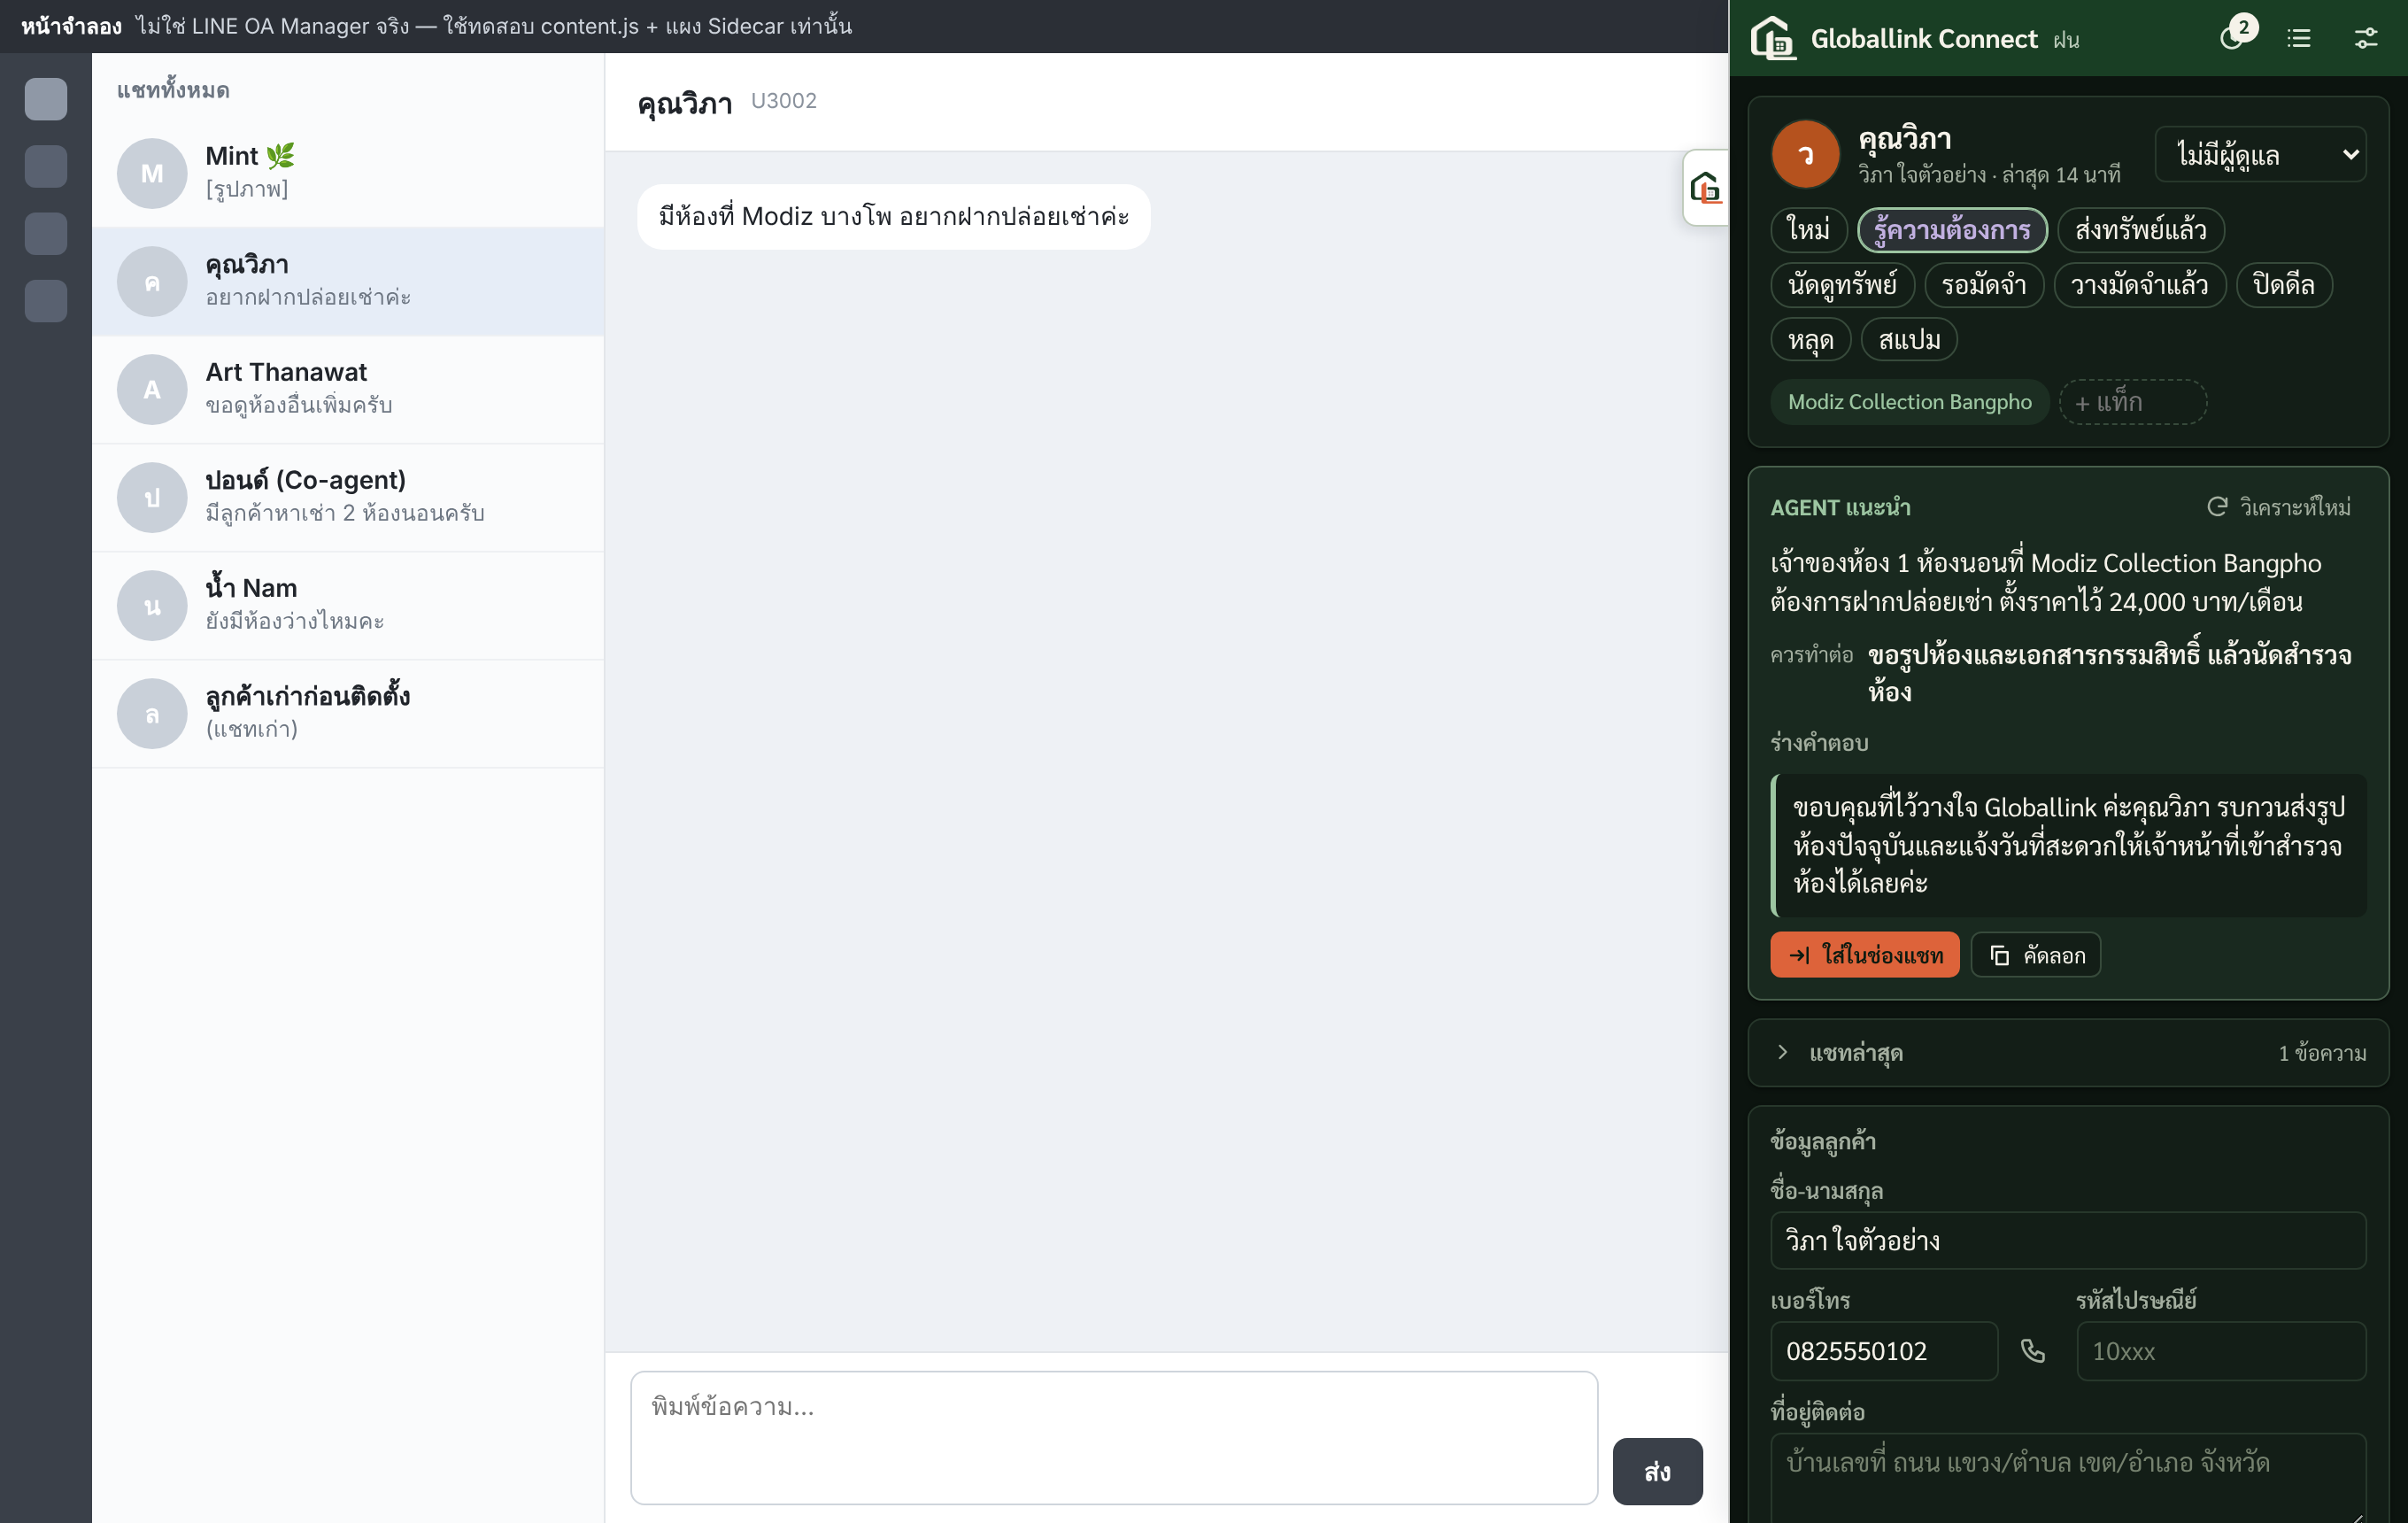 หน้าจำลอง ไม่ใช่ LINE OA Manager จริง — ใช้ทดสอบ content.js + แผง Sidecar เท่านั้น
แชททั้งหมด
M
Mint 🌿
[รูปภาพ]
ค
คุณวิภา
อยากฝากปล่อยเช่าค่ะ
A
Art Thanawat
ขอดูห้องอื่นเพิ่มครับ
ป
ปอนด์ (Co-agent)
มีลูกค้าหาเช่า 2 ห้องนอนครับ
น
น้ำ Nam
ยังมีห้องว่างไหมคะ
ล
ลูกค้าเก่าก่อนติดตั้ง
(แชทเก่า)
คุณวิภา U3002
มีห้องที่ Modiz บางโพ อยากฝากปล่อยเช่าค่ะ
พิมพ์ข้อความ...
ส่ง
Globallink Connect ฝน
2
ว
คุณวิภา
วิภา ใจตัวอย่าง · ล่าสุด 14 นาที
ไม่มีผู้ดูแล
ใหม่ รู้ความต้องการ ส่งทรัพย์แล้ว
นัดดูทรัพย์ รอมัดจำ วางมัดจำแล้ว ปิดดีล
หลุด สแปม
Modiz Collection Bangpho + แท็ก
AGENT แนะนำ วิเคราะห์ใหม่
เจ้าของห้อง 1 ห้องนอนที่ Modiz Collection Bangpho
ต้องการฝากปล่อยเช่า ตั้งราคาไว้ 24,000 บาท/เดือน
ควรทำต่อ ขอรูปห้องและเอกสารกรรมสิทธิ์ แล้วนัดสำรวจ
ห้อง
ร่างคำตอบ
ขอบคุณที่ไว้วางใจ Globallink ค่ะคุณวิภา รบกวนส่งรูป
ห้องปัจจุบันและแจ้งวันที่สะดวกให้เจ้าหน้าที่เข้าสำรวจ
ห้องได้เลยค่ะ
ใส่ในช่องแชท คัดลอก
แชทล่าสุด 1 ข้อความ
ข้อมูลลูกค้า
ชื่อ-นามสกุล
วิภา ใจตัวอย่าง
เบอร์โทร รหัสไปรษณีย์
0825550102 10xxx
ที่อยู่ติดต่อ
บ้านเลขที่ ถนน แขวง/ตำบล เขต/อำเภอ จังหวัด